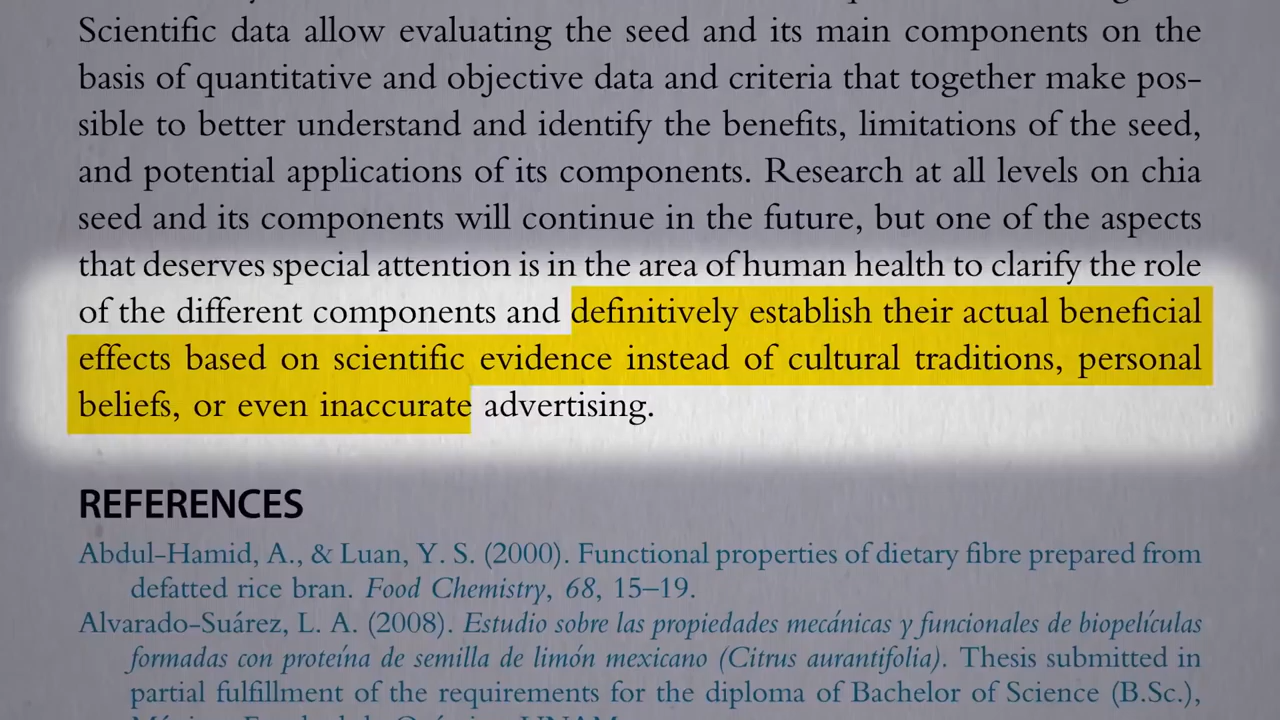 Scientific data allow evaluating the seed and its main components on the
basis of quantitative and objective data and criteria that together make pos-
sible to better understand and identify the benefits, limitations of the seed,
and potential applications of its components. Research at all levels on chia
seed and its components will continue in the future, but one of the aspects
that deserves special attention is in the area of human health to clarify the role
of the different components and definitively establish their actual beneficial
effects based on scientific evidence instead of cultural traditions, personal
beliefs, or even inaccurate advertising.
REFERENCES
Abdul-Hamid, A., & Luan, Y. S. (2000). Functional properties of dietary fibre prepared from
defatted rice bran. Food Chemistry, 68, 15–19.
Alvarado-Suárez, L. A. (2008). Estudio sobre las propiedades mecánicas y funcionales de biopelículas
formadas con proteína de semilla de limón mexicano (Citrus aurantifolia). Thesis submitted in
partial fulfillment of the requirements for the diploma of Bachelor of Science (B.Sc.),